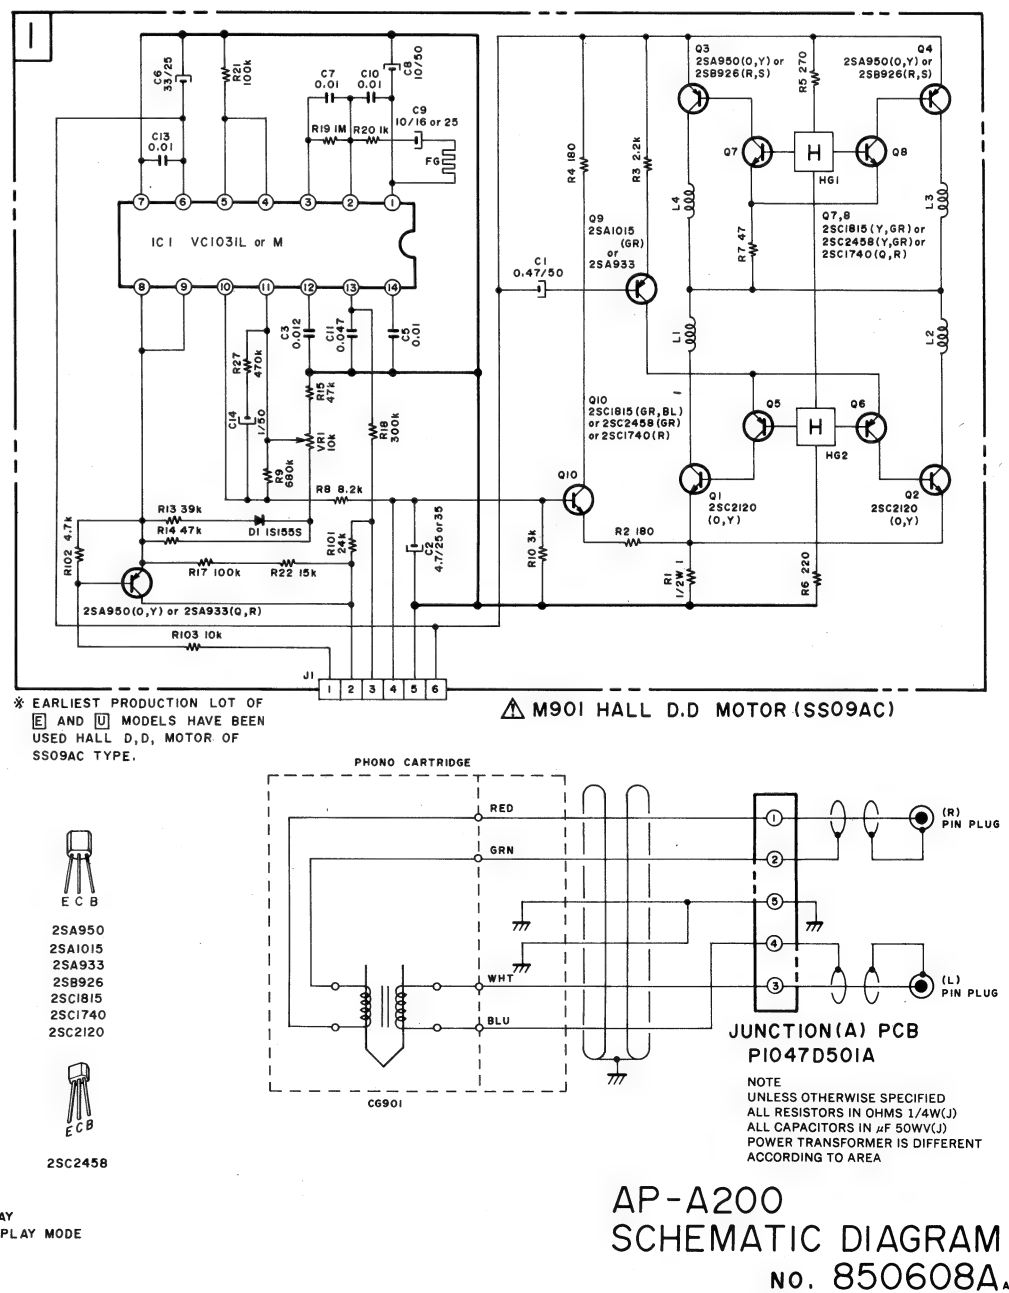 1
C6
33/25
R21
100k
C8
10/50
C7
0.01
C10
0.01
C9
10/16 or 25
R19 1M
R20 1k
FG
C13
0.01
7
6
5
4
3
2
1
IC1 VC1031L or M
8
9
10
11
12
13
14
C3
0.012
C11
0.047
C5
0.01
R27
470k
C14
1/50
R15
47k
VR1
10k
R18
300k
R9
680k
R8 8.2k
R13 39k
R14 47k
D1 1S155S
R102 4.7k
R101
24k
C2
4.7/25 or 35
R17 100k
R22 15k
2SA950(O,Y) or 2SA933(Q,R)
R103 10k
J1
1
2
3
4
5
6
Q3
2SA950(O,Y) or
2SB926(R,S)
R5 270
Q4
2SA950(O,Y) or
2SB926(R,S)
R4 180
R3 2.2k
Q7
H
HG1
Q8
L4
L3
Q9
2SA1015
(GR)
or
2SA933
R7 47
Q7,8
2SC1815(Y,GR)or
2SC2458(Y,GR)or
2SC1740(Q,R)
C1
0.47/50
L1
L2
Q10
2SC1815(GR,BL)
or 2SC2458(GR)
or 2SC1740(R)
Q5
H
HG2
Q6
Q10
Q1
2SC2120
(O,Y)
Q2
2SC2120
(O,Y)
R10 3k
R2 180
R1
1/2W 1
R6 220
※ EARLIEST PRODUCTION LOT OF
E AND U MODELS HAVE BEEN
USED HALL D,D, MOTOR OF
SS09AC TYPE.
⚠ M901 HALL D.D MOTOR (SS09AC)
PHONO CARTRIDGE
RED
GRN
WHT
BLU
CG901
1
2
5
4
3
(R)
PIN PLUG
(L)
PIN PLUG
JUNCTION(A) PCB
P1047D501A
E C B
2SA950
2SA1015
2SA933
2SB926
2SC1815
2SC1740
2SC2120
E C B
2SC2458
NOTE
UNLESS OTHERWISE SPECIFIED
ALL RESISTORS IN OHMS 1/4W(J)
ALL CAPACITORS IN µF 50WV(J)
POWER TRANSFORMER IS DIFFERENT
ACCORDING TO AREA
AY
PLAY MODE
AP-A200
SCHEMATIC DIAGRAM
NO. 850608A A